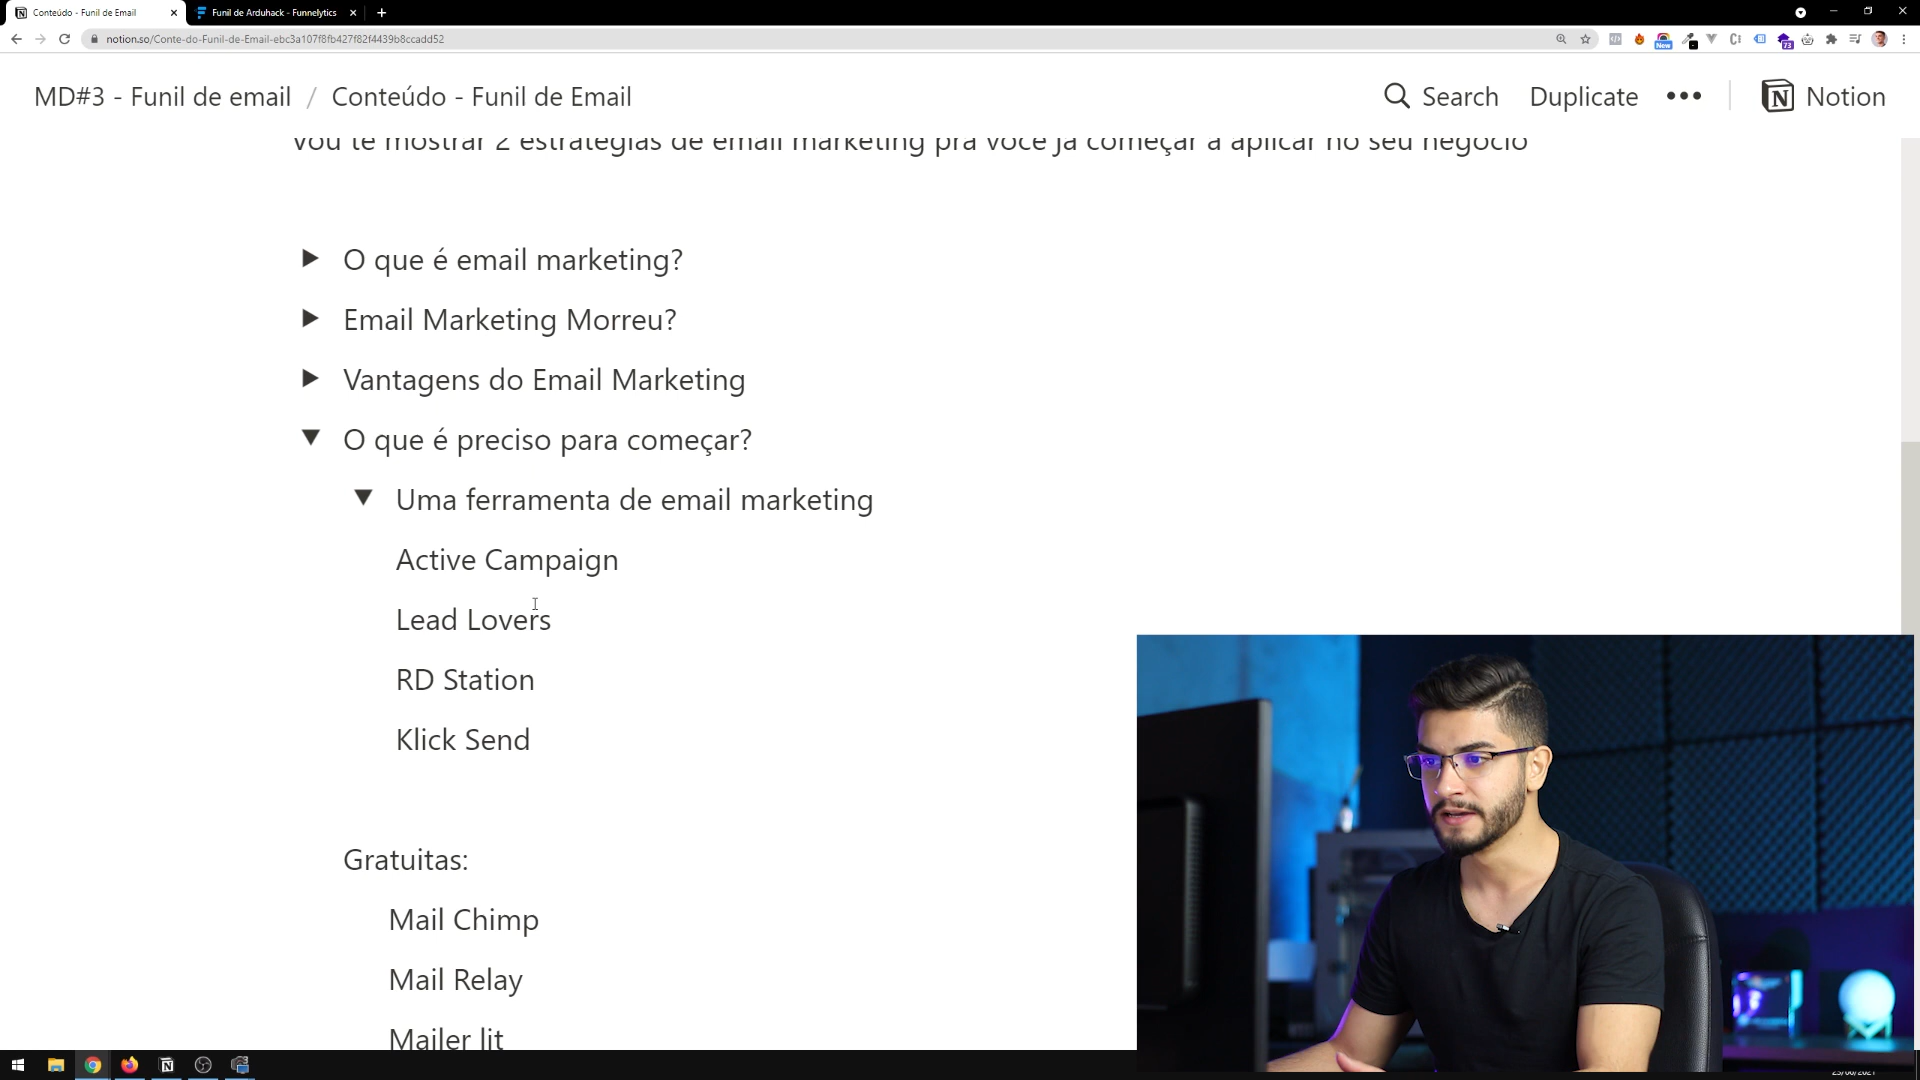 Conteúdo - Funil de Email
Funil de Arduhack - Funnelytics
notion.so/Conte-do-Funil-de-Email-ebc3a107f8fb427f82f4439b8ccadd52
New
73
MD#3 - Funil de email / Conteúdo - Funil de Email
Search
Duplicate
Notion
Vou te mostrar 2 estratégias de email marketing pra você já começar a aplicar no seu negócio
O que é email marketing?
Email Marketing Morreu?
Vantagens do Email Marketing
O que é preciso para começar?
Uma ferramenta de email marketing
Active Campaign
Lead Lovers
RD Station
Klick Send
Gratuitas:
Mail Chimp
Mail Relay
Mailer lit